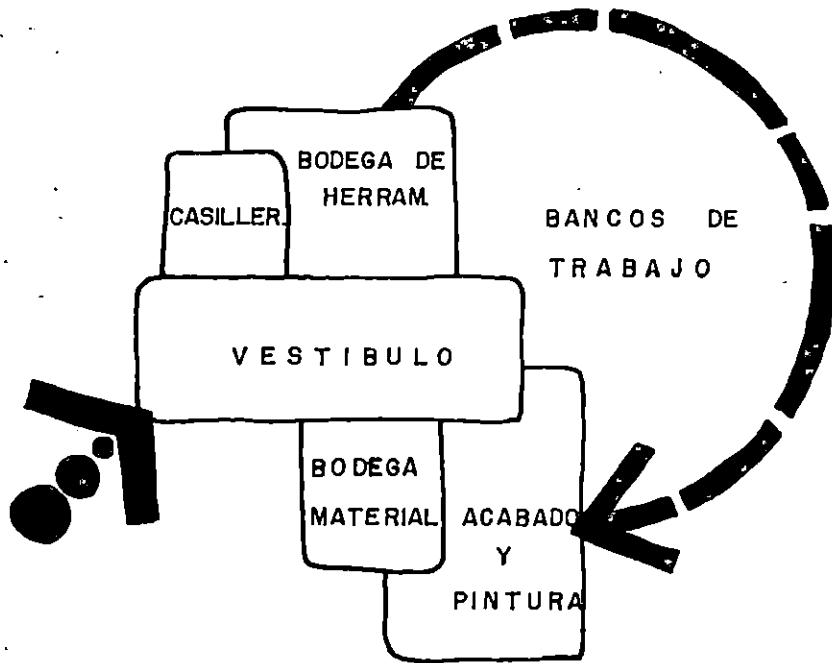 BODEGA DE
HERRAM.
CASILLER.
BANCOS DE
TRABAJO
VESTIBULO
BODEGA
MATERIAL
ACABADO
Y
PINTURA